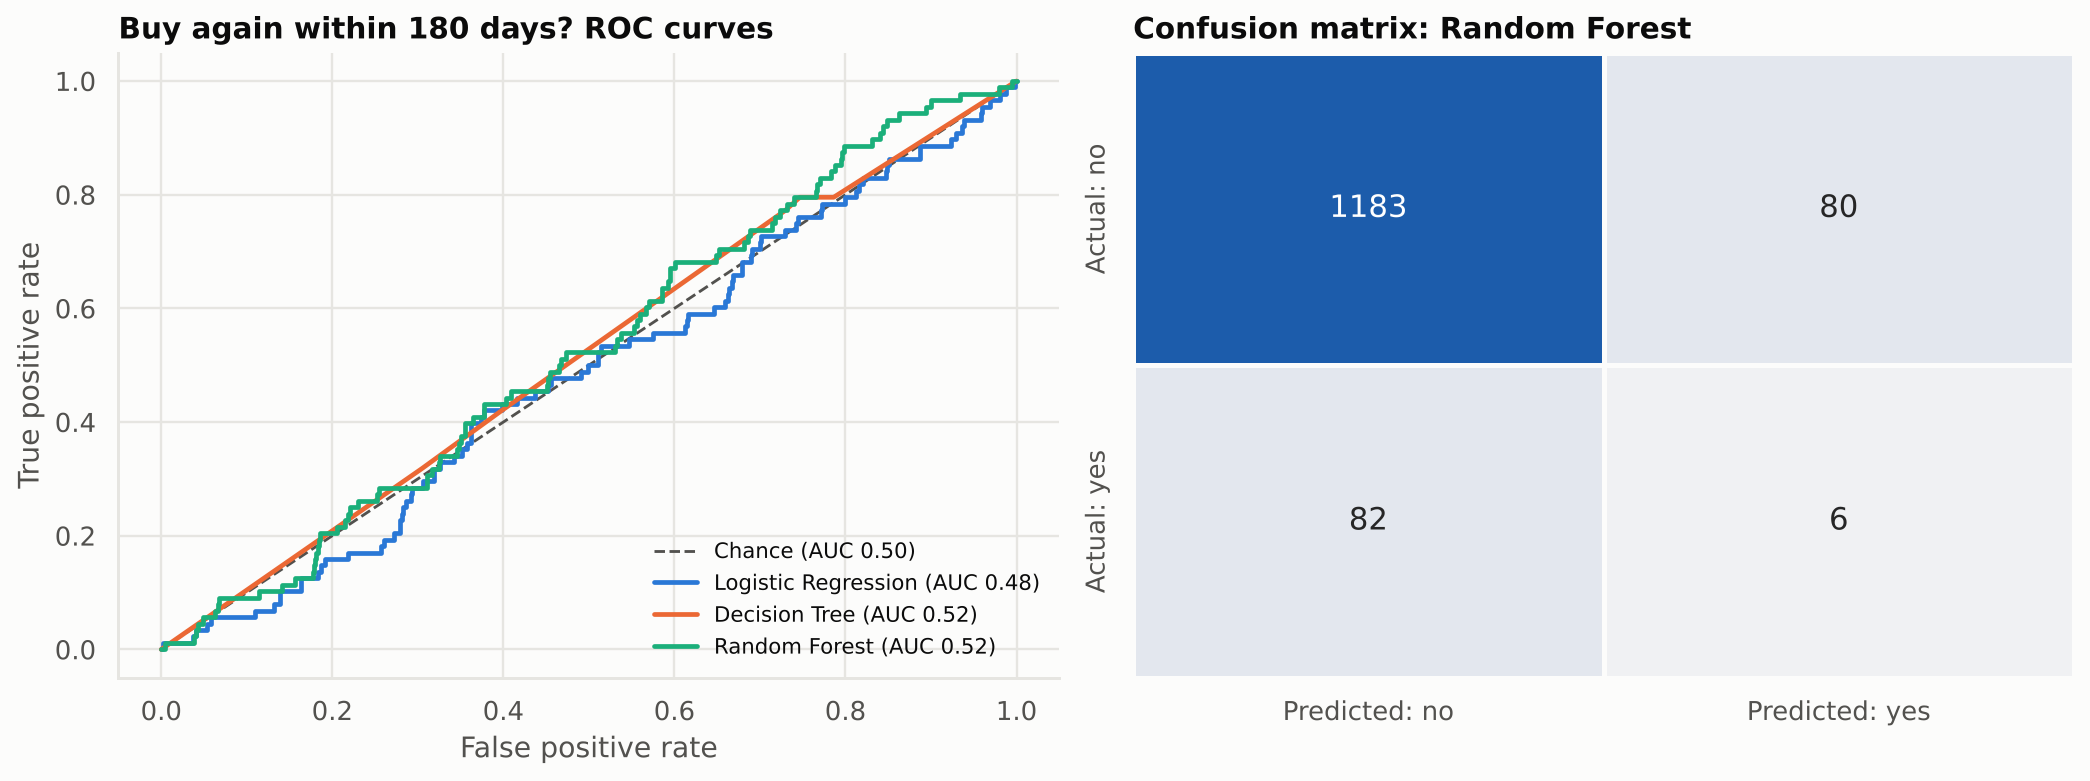 Buy again within 180 days? ROC curves
1.0
0.8
0.6
0.4
0.2
0.0
True positive rate
0.0 0.2 0.4 0.6 0.8 1.0
False positive rate
Chance (AUC 0.50)
Logistic Regression (AUC 0.48)
Decision Tree (AUC 0.52)
Random Forest (AUC 0.52)
Confusion matrix: Random Forest
Actual: no
1183 80
Actual: yes
82 6
Predicted: no Predicted: yes